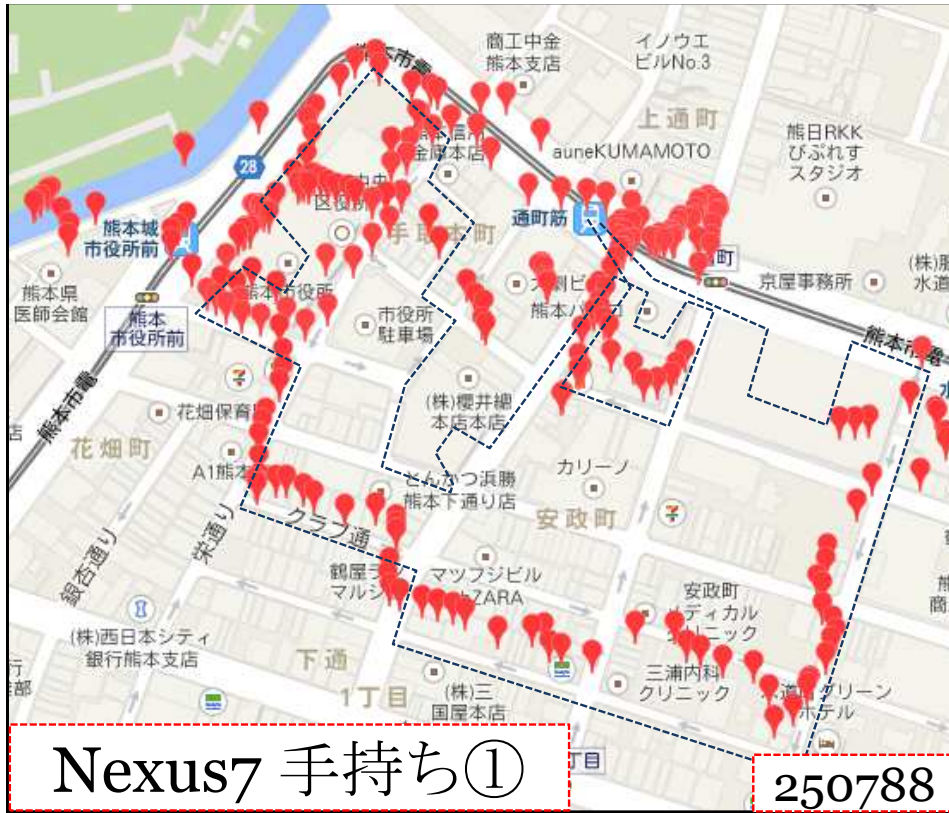 熊本市電
商工中金
熊本支店
イノウエ
ビルNo.3
上通町
熊日RKK
びぷれす
スタジオ
auneKUMAMOTO
金庫本店
28
区役所
手取本町
通町筋
町
京屋事務所
熊本城
市役所前
熊本県
医師会館
熊本
市役所前
熊本市役所
市役所
駐車場
熊本市電
熊本市電
(株)櫻井總
本店本店
花畑保育
花畑町
A1熊本
とんかつ浜勝
熊本下通り店
カリーノ
安政町
クラブ通
栄通り
銀杏通り
鶴屋ラ
マルシ
マツフジビル
ZARA
安政町
メディカル
クリニック
(株)西日本シティ
銀行熊本支店
下通
1丁目
(株)三
国屋本店
三浦内科
クリニック
水道町グリーン
ホテル
丁目
Nexus7 手持ち①
250788